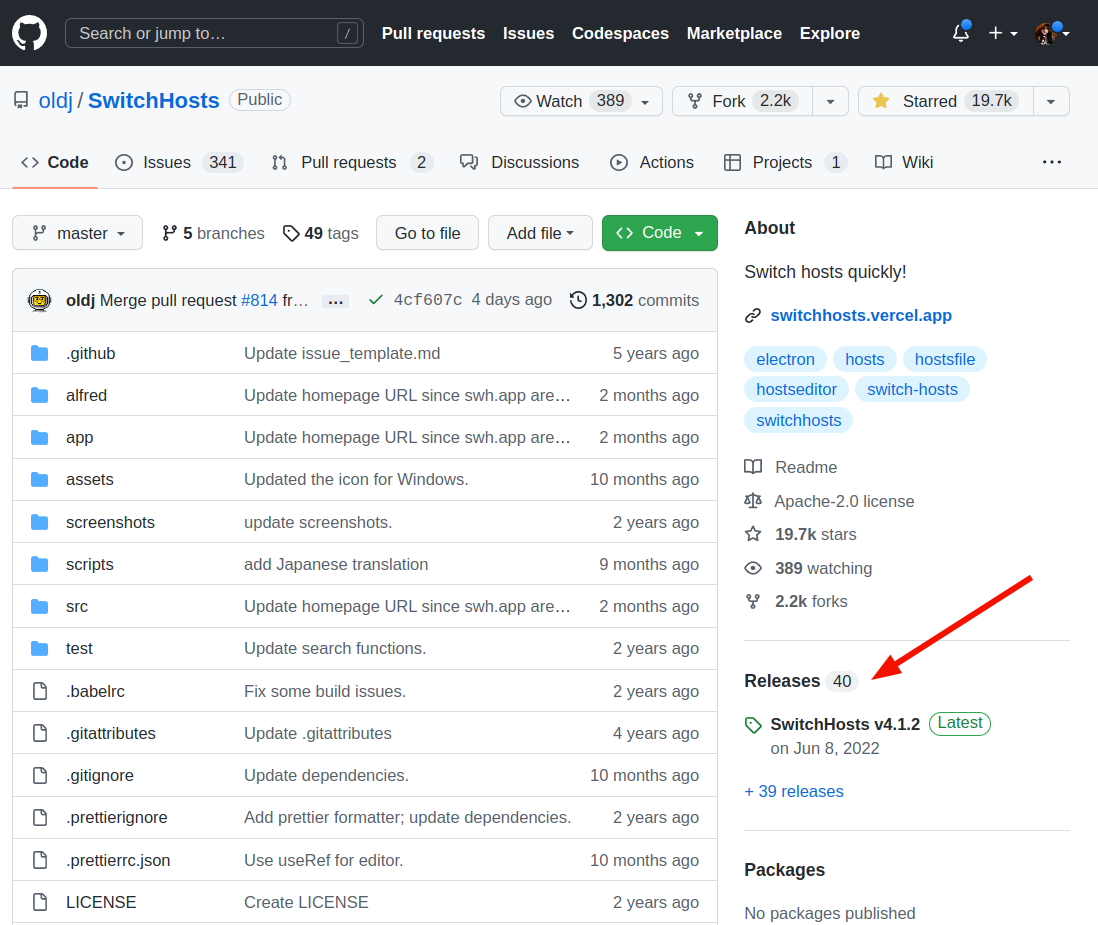 Search or jump to… /
Pull requests Issues Codespaces Marketplace Explore
oldj / SwitchHosts Public
Watch 389 Fork 2.2k Starred 19.7k
Code Issues 341 Pull requests 2 Discussions Actions Projects 1 Wiki
master 5 branches 49 tags Go to file Add file Code
oldj Merge pull request #814 fr… … 4cf607c 4 days ago 1,302 commits
.github Update issue_template.md 5 years ago
alfred Update homepage URL since swh.app are… 2 months ago
app Update homepage URL since swh.app are… 2 months ago
assets Updated the icon for Windows. 10 months ago
screenshots update screenshots. 2 years ago
scripts add Japanese translation 9 months ago
src Update homepage URL since swh.app are… 2 months ago
test Update search functions. 2 years ago
.babelrc Fix some build issues. 2 years ago
.gitattributes Update .gitattributes 4 years ago
.gitignore Update dependencies. 10 months ago
.prettierignore Add prettier formatter; update dependencies. 2 years ago
.prettierrc.json Use useRef for editor. 10 months ago
LICENSE Create LICENSE 2 years ago
About
Switch hosts quickly!
switchhosts.vercel.app
electron hosts hostsfile
hostseditor switch-hosts
switchhosts
Readme
Apache-2.0 license
19.7k stars
389 watching
2.2k forks
Releases 40
SwitchHosts v4.1.2 Latest
on Jun 8, 2022
+ 39 releases
Packages
No packages published